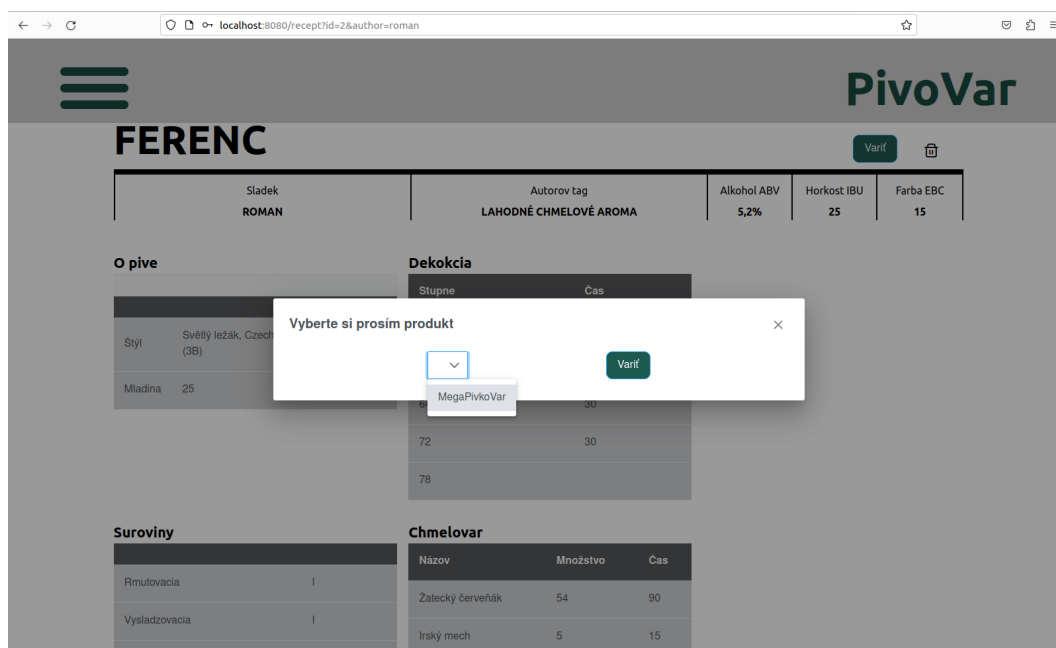 localhost:8080/recept?id=2&author=roman
PivoVar
FERENC
Variť
Sladek
ROMAN
Autorov tag
LAHODNÉ CHMELOVÉ AROMA
Alkohol ABV
5,2%
Horkost IBU
25
Farba EBC
15
O pive
Štýl Světlý ležák, Czech
(3B)
Mladina 25
Dekokcia
Stupne Čas
Vyberte si prosím produkt
Variť
MegaPivkoVar
30
72 30
78
Suroviny
Rmutovacia l
Vysladzovacia l
Chmelovar
Názov Množstvo Čas
Žatecký červeňák 54 90
Irský mech 5 15